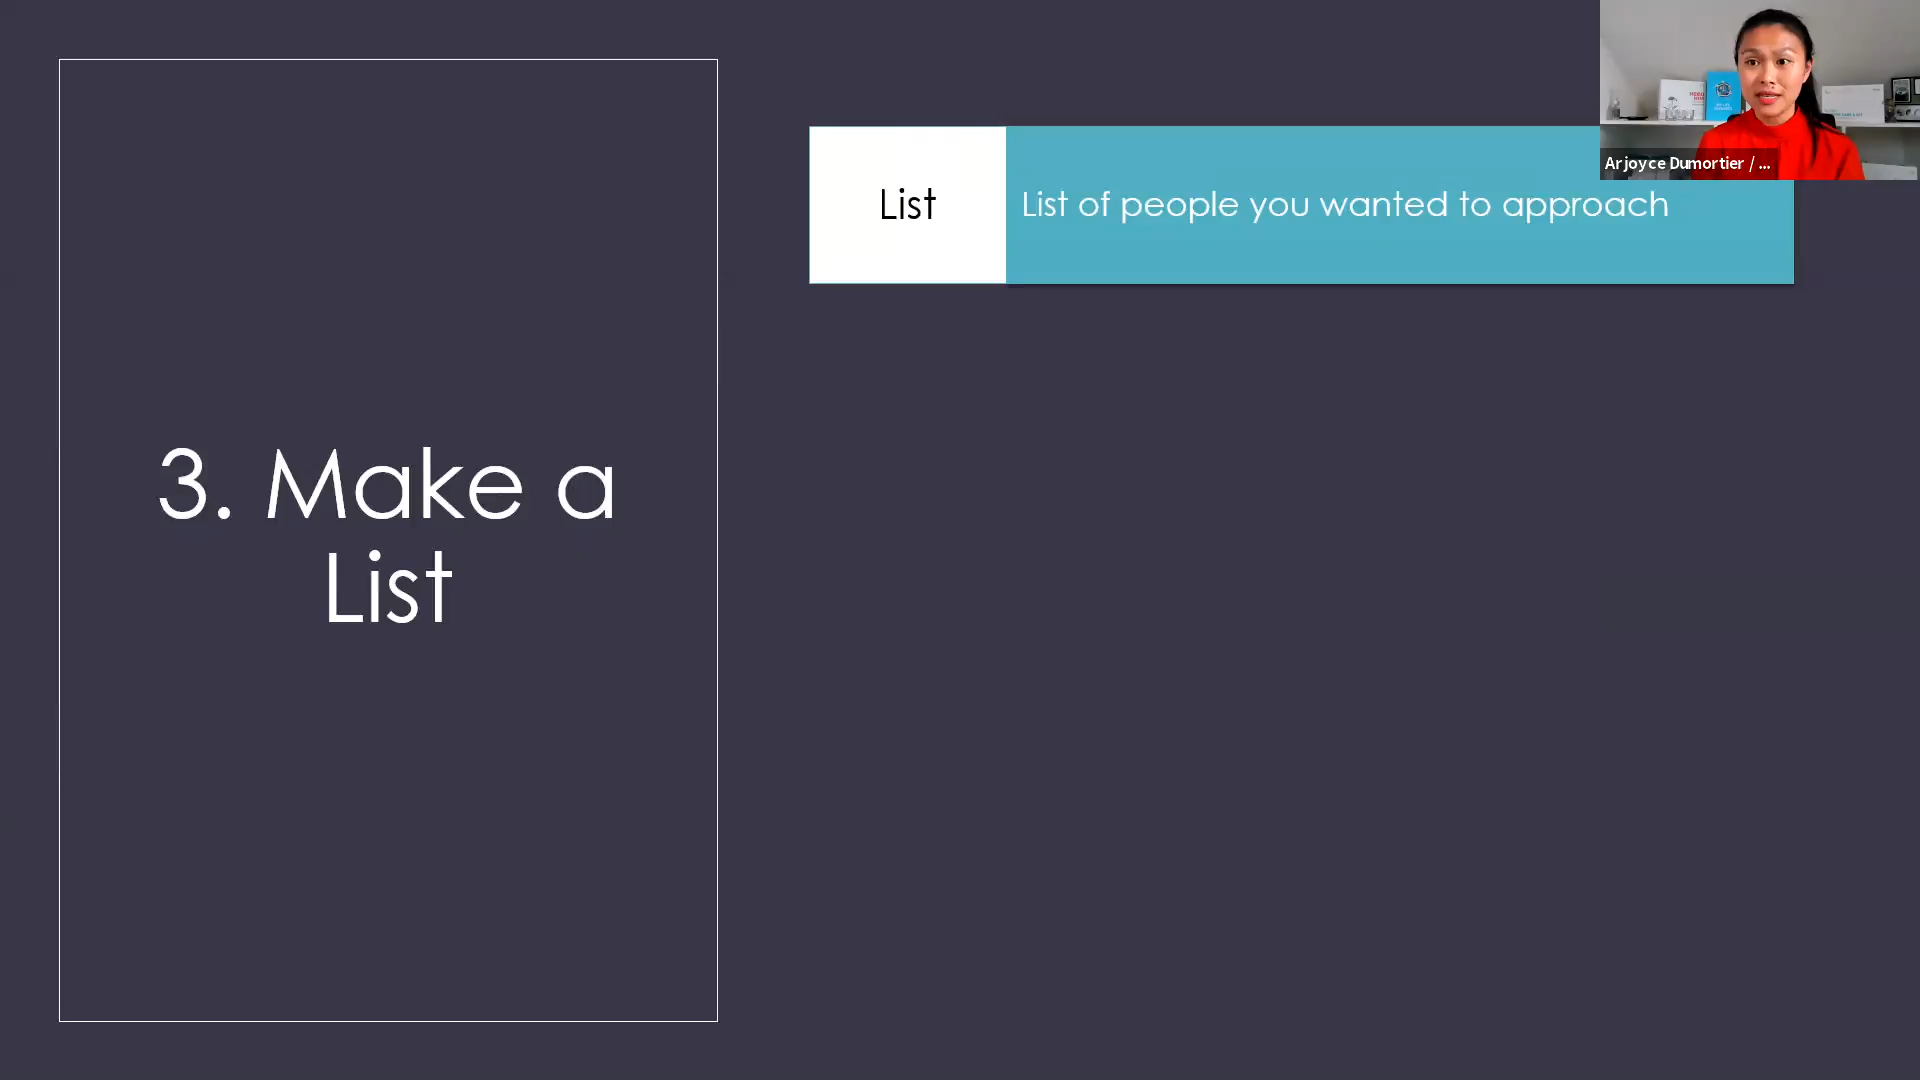 3. Make a
List
List
List of people you wanted to approach
Arjoyce Dumortier / ...